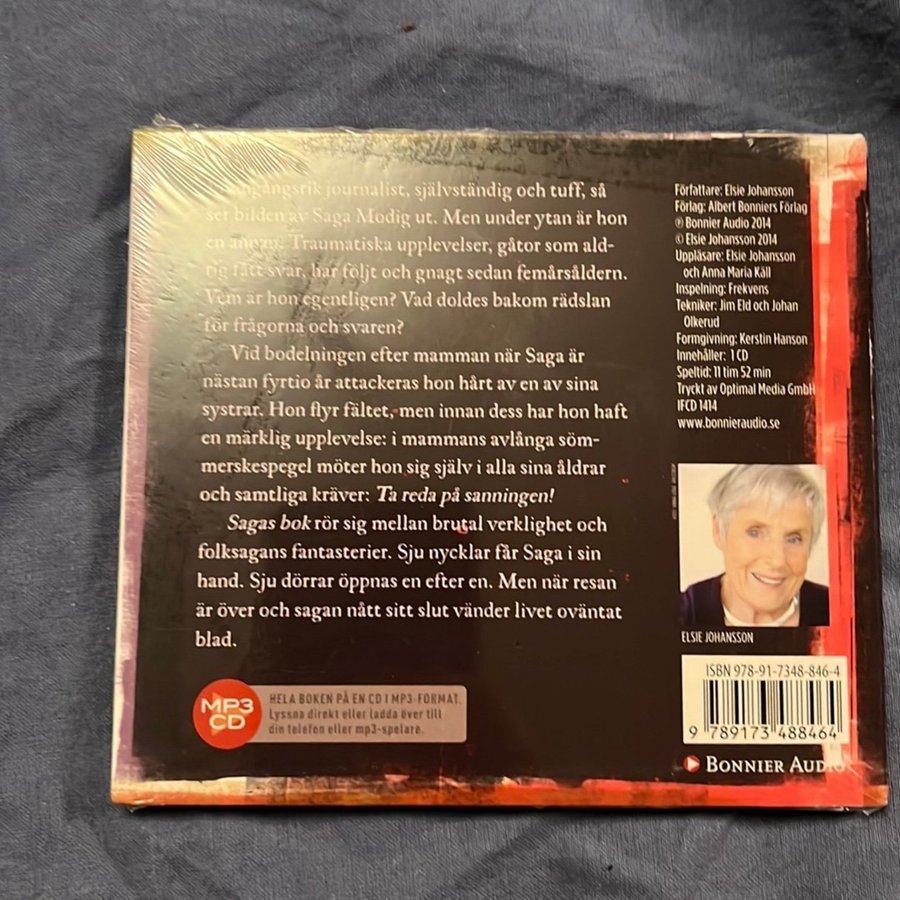 journalist, självständig och tuff, så
ser bilden av Saga Modig ut. Men under ytan är hon
en annan. Traumatiska upplevelser, gåtor som ald-
rig fått svar, har följt och gnagt sedan femårsåldern.
Vem är hon egentligen? Vad doldes bakom rädslan
för frågorna och svaren?
Vid bodelningen efter mamman när Saga är
nästan fyrtio år attackeras hon hårt av en av sina
systrar. Hon flyr fältet, men innan dess har hon haft
en märklig upplevelse: i mammans avlånga söm-
merskespegel möter hon sig själv i alla sina åldrar
och samtliga kräver: Ta reda på sanningen!
Sagas bok rör sig mellan brutal verklighet och
folksagans fantasterier. Sju nycklar får Saga i sin
hand. Sju dörrar öppnas en efter en. Men när resan
är över och sagan nått sitt slut vänder livet oväntat
blad.
MP3
CD
HELA BOKEN PÅ EN CD I MP3-FORMAT.
Lyssna direkt eller ladda över till
din telefon eller mp3-spelare.
Författare: Elsie Johansson
Förlag: Albert Bonniers Förlag
℗ Bonnier Audio 2014
© Elsie Johansson 2014
Uppläsare: Elsie Johansson
och Anna Maria Käll
Inspelning: Frekvens
Tekniker: Jim Eld och Johan
Olkerud
Formgivning: Kerstin Hanson
Innehåller: 1 CD
Speltid: 11 tim 52 min
Tryckt av Optimal Media GmbH
IFCD 1414
www.bonnieraudio.se
ELSIE JOHANSSON
ISBN 978-91-7348-846-4
9 789173 488464
BONNIER AUDIO